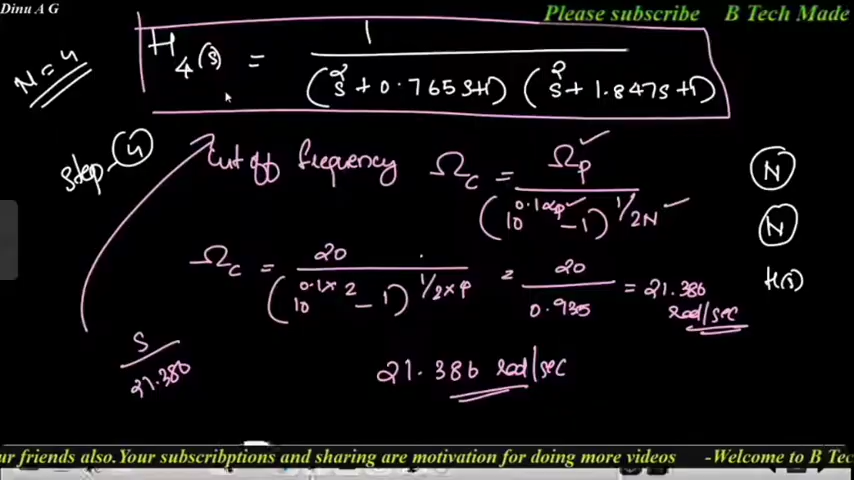 Dinu A G
Please subscribe B Tech Made
N=4
H4(s) = 1 / (s²+0.765s+1) (s²+1.847s+1)
Step-4
Cut off frequency Ωc = Ωp / (10^0.1αp -1)^1/2N
N
N
H(s)
Ωc = 20 / (10^0.1×2 -1)^1/2×4 = 20 / 0.935 = 21.386 rad/sec
S / 21.386
21.386 rad/sec
ur friends also.Your subscribptions and sharing are motivation for doing more videos -Welcome to B Tec